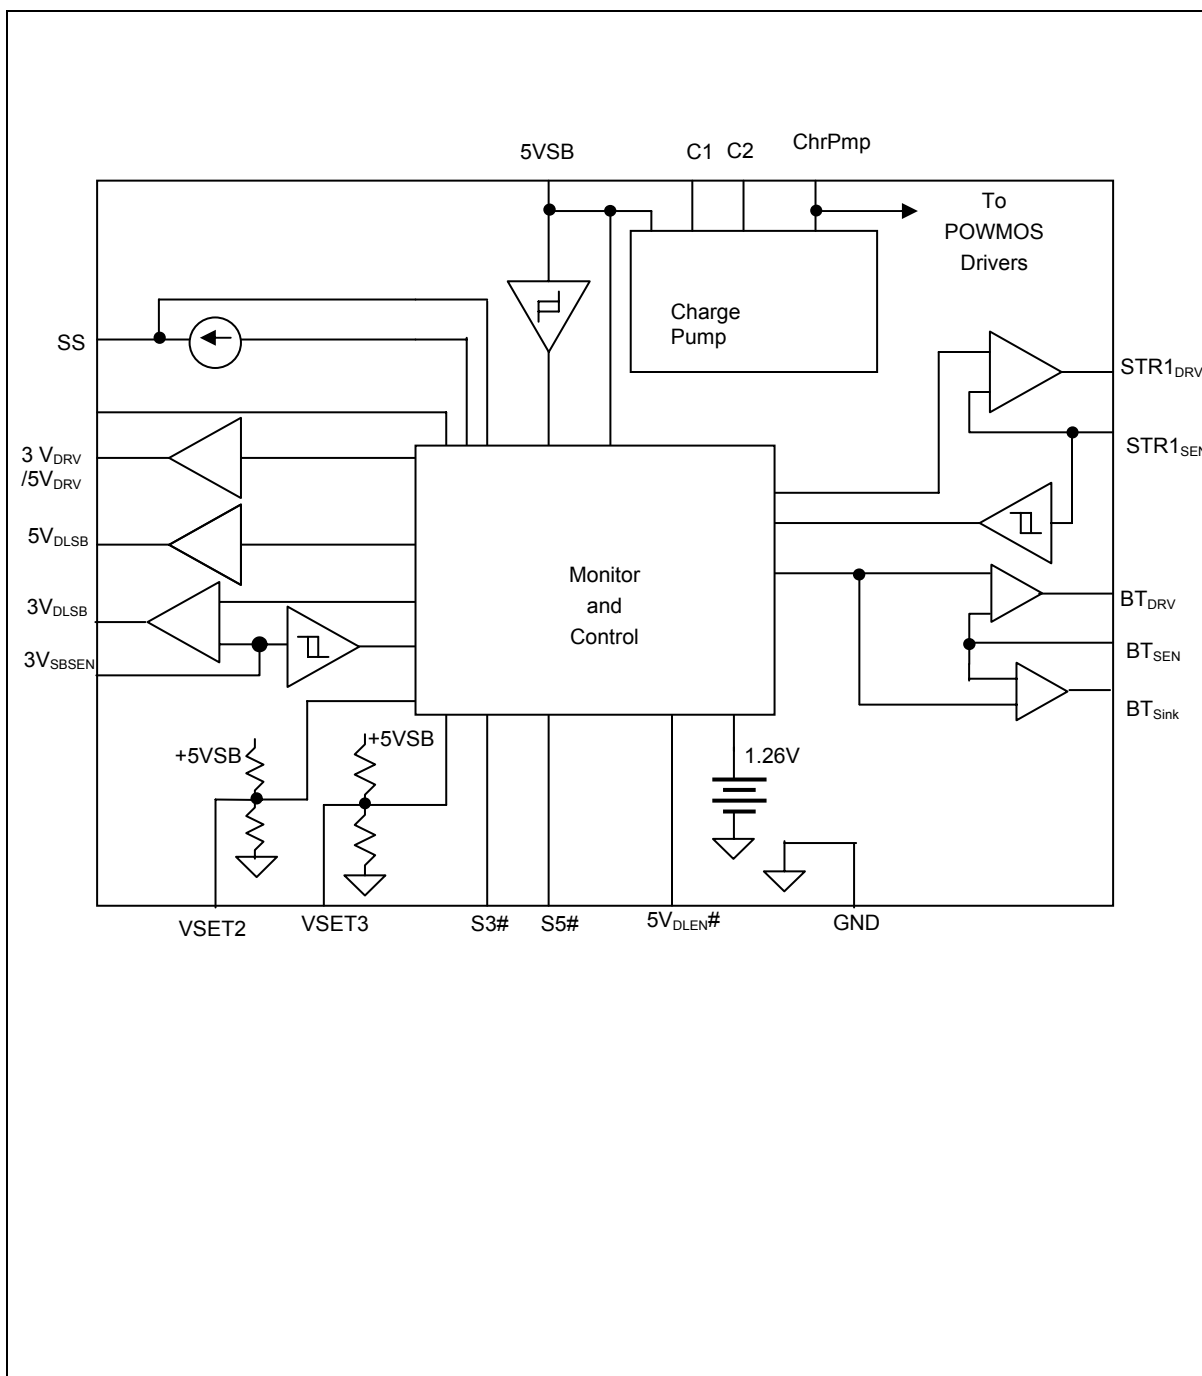 5VSB
C1
C2
ChrPmp
To
POWMOS
Drivers
Charge
Pump
SS
STR1DRV
STR1SEN
3 VDRV
/5VDRV
5VDLSB
3VDLSB
3VSBSEN
Monitor
and
Control
BTDRV
BTSEN
BTSink
+5VSB
+5VSB
1.26V
VSET2
VSET3
S3#
S5#
5VDLEN#
GND